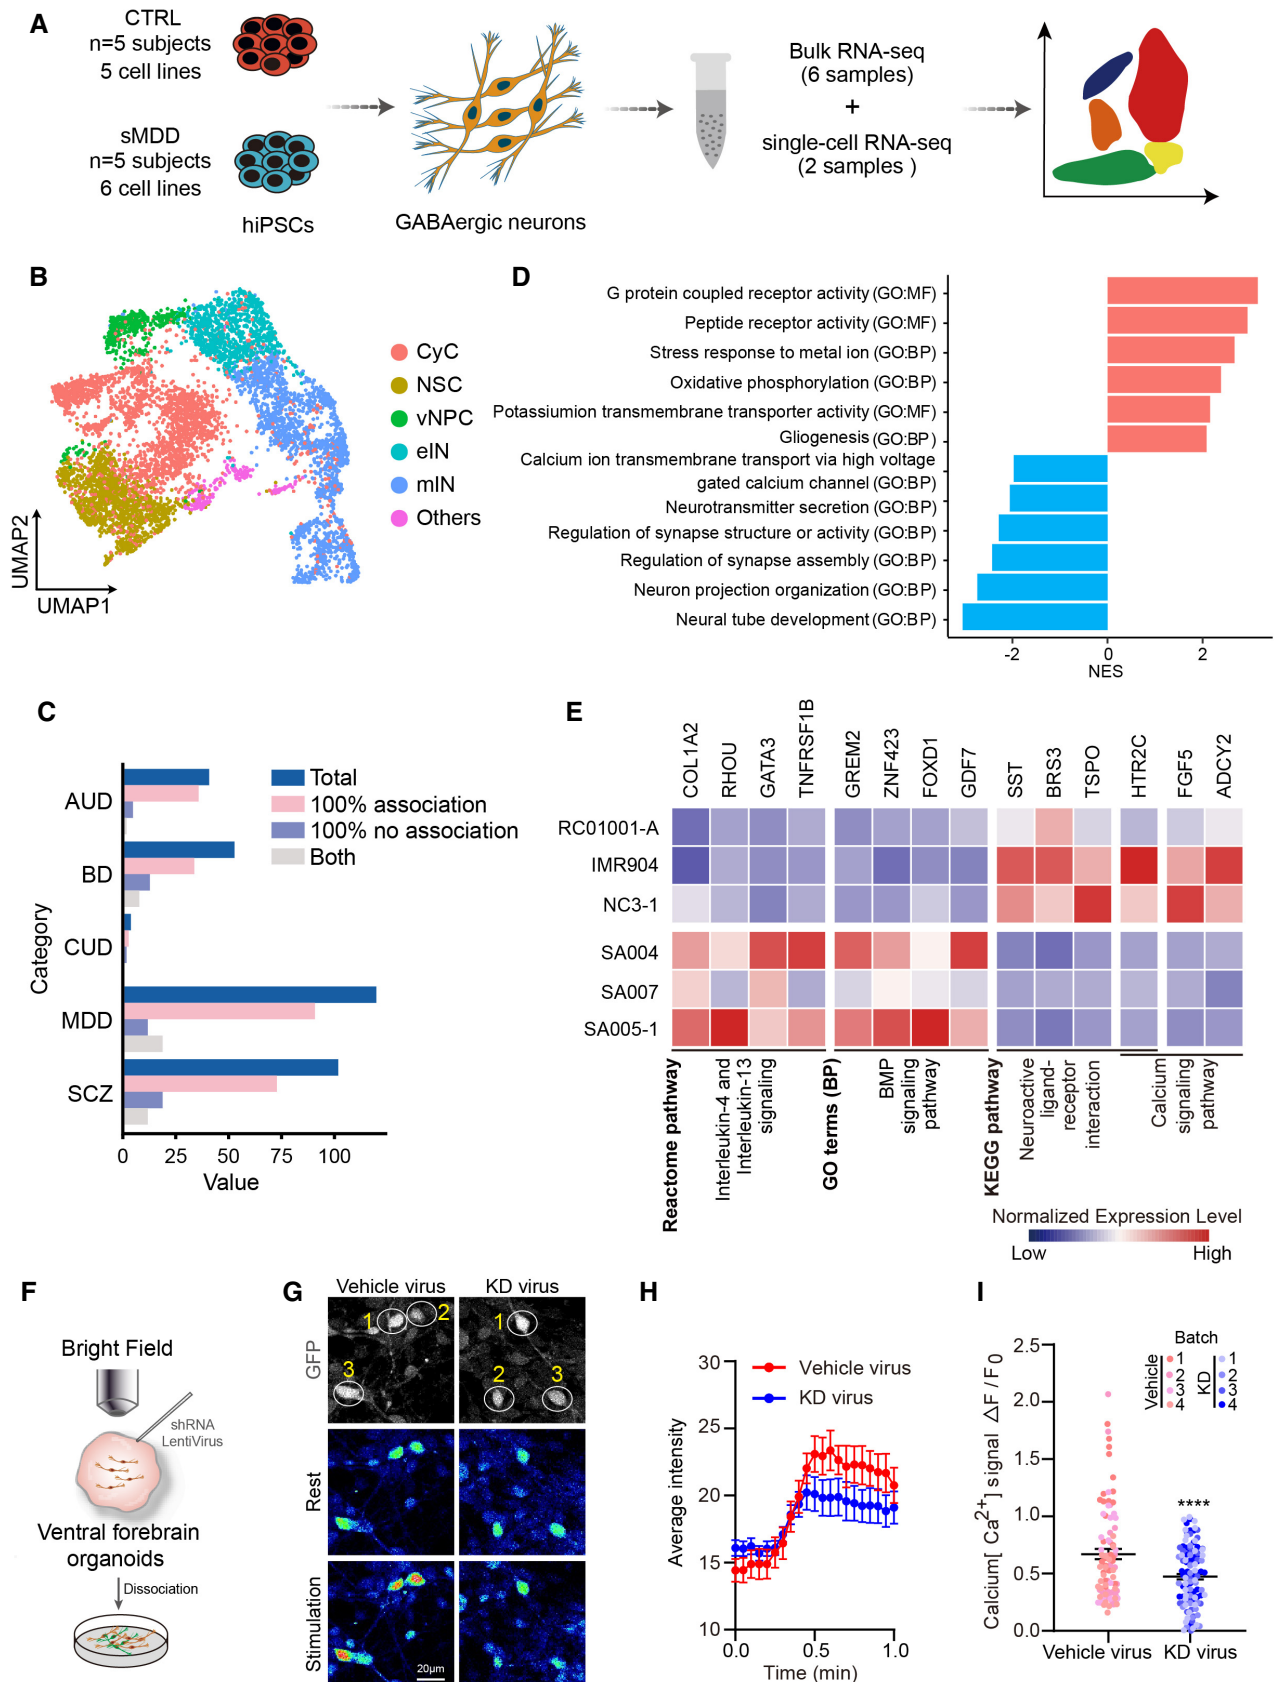 A
CTRL
n=5 subjects
5 cell lines
sMDD
n=5 subjects
6 cell lines
hiPSCs
GABAergic neurons
Bulk RNA-seq
(6 samples)
+
single-cell RNA-seq
(2 samples )
B
CyC
NSC
vNPC
eIN
mIN
Others
UMAP2
UMAP1
D
G protein coupled receptor activity (GO:MF)
Peptide receptor activity (GO:MF)
Stress response to metal ion (GO:BP)
Oxidative phosphorylation (GO:BP)
Potassiumion transmembrane transporter activity (GO:MF)
Gliogenesis (GO:BP)
Calcium ion transmembrane transport via high voltage
gated calcium channel (GO:BP)
Neurotransmitter secretion (GO:BP)
Regulation of synapse structure or activity (GO:BP)
Regulation of synapse assembly (GO:BP)
Neuron projection organization (GO:BP)
Neural tube development (GO:BP)
-2 0 2
NES
C
Category
AUD
BD
CUD
MDD
SCZ
Total
100% association
100% no association
Both
0 25 50 75 100
Value
E
COL1A2
RHOU
GATA3
TNFRSF1B
GREM2
ZNF423
FOXD1
GDF7
SST
BRS3
TSPO
HTR2C
FGF5
ADCY2
RC01001-A
IMR904
NC3-1
SA004
SA007
SA005-1
Reactome pathway
Interleukin-4 and
Interleukin-13
signaling
GO terms (BP)
BMP
signaling
pathway
KEGG pathway
Neuroactive
ligand-
receptor
interaction
Calcium
signaling
pathway
Normalized Expression Level
Low High
F
Bright Field
shRNA
LentiVirus
Ventral forebrain
organoids
Dissociation
G
Vehicle virus KD virus
GFP
1 2
3
1
2 3
Rest
Stimulation
20μm
H
Vehicle virus
KD virus
Average intensity
30
25
20
15
10
0.0 0.5 1.0
Time (min)
I
Calcium[ Ca2+] signal ΔF / F0
2.5
2.0
1.5
1.0
0.5
0.0
Batch
Vehicle
1
2
3
4
KD
1
2
3
4
****
Vehicle virus KD virus